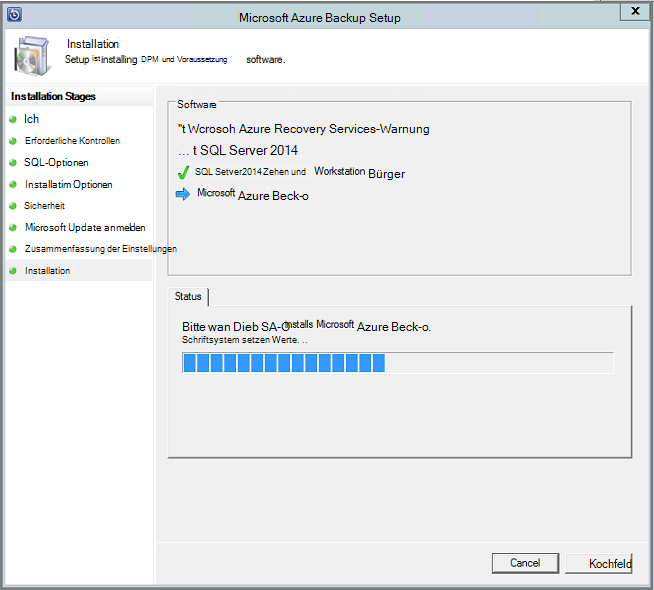 Microsoft Azure Backup Setup
x
Installation
Setup ist installing DPM und Voraussetzung software.
Installation Stages
Ich
Erforderliche Kontrollen
SQL-Optionen
Installatim Optionen
Sicherheit
Microsoft Update anmelden
Zusammenfassung der Einstellungen
Installation
Software
"t Wcrosoh Azure Recovery Services-Warnung
... t SQL Server 2014
SQL Setver2014 Zehen und Workstation Bürger
Microsoft Azure Beck-o
Status
Bitte wan Dieb SA-O installs Microsoft Azure Beck-o.
Schriftsystem setzen Werte. ..
Cancel
Kochfeld